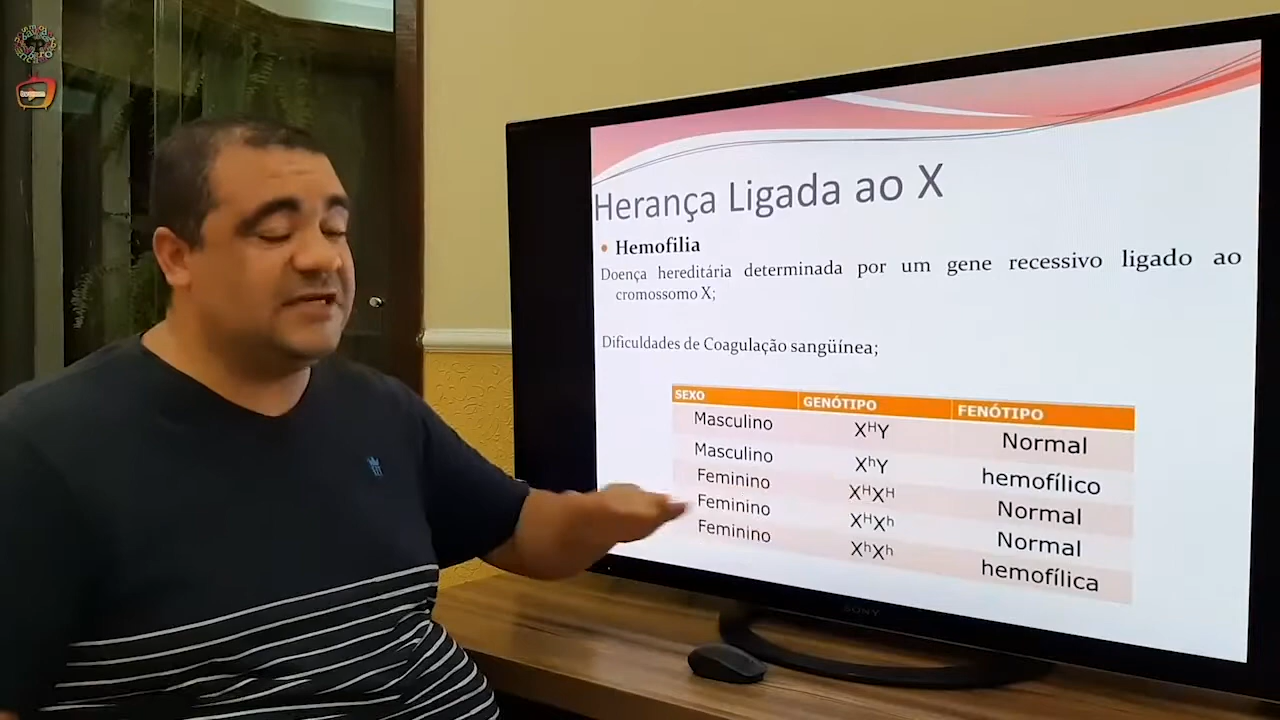 Herança Ligada ao X
• Hemofilia
Doença hereditária determinada por um gene recessivo ligado ao
cromossomo X;
Dificuldades de Coagulação sangüínea;
SEXO GENÓTIPO FENÓTIPO
Masculino XᴴY Normal
Masculino XʰY hemofílico
Feminino XᴴXᴴ Normal
Feminino XᴴXʰ Normal
Feminino XʰXʰ hemofílica
SONY